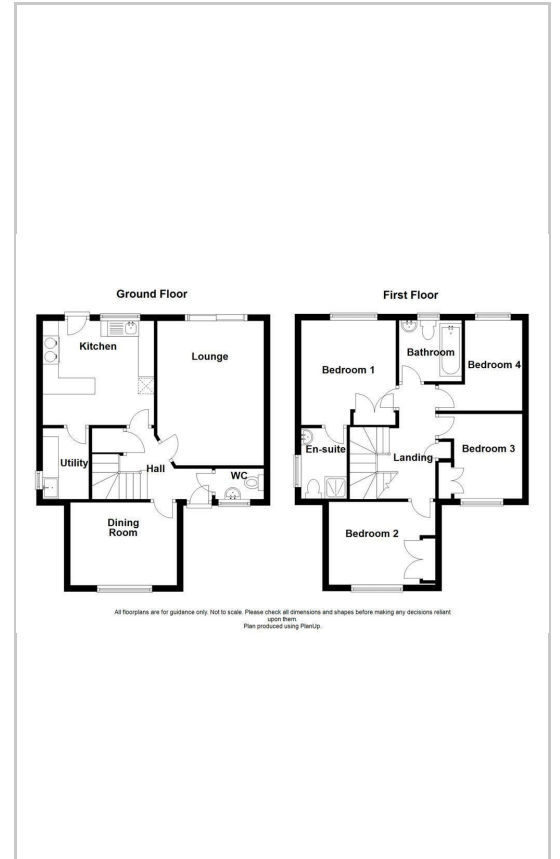 Ground Floor
Kitchen
Lounge
Utility
Hall
WC
Dining
Room
First Floor
Bedroom 1
Bathroom
Bedroom 4
En-suite
Landing
Bedroom 3
Bedroom 2
All floorplans are for guidance only. Not to scale. Please check all dimensions and shapes before making any decisions reliant
upon them.
Plan produced using PlanUp.